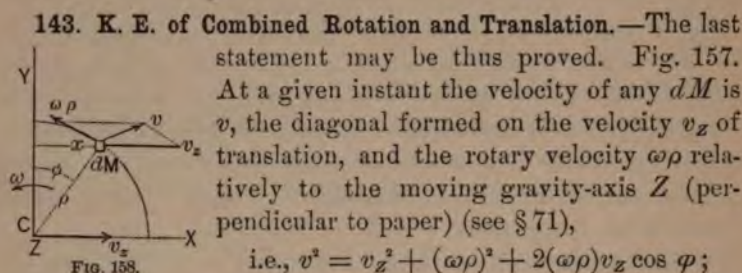 143. K. E. of Combined Rotation and Translation.—The last
statement may be thus proved. Fig. 157.
At a given instant the velocity of any dM is
v, the diagonal formed on the velocity v_Z of
translation, and the rotary velocity ωρ rela-
tively to the moving gravity-axis Z (per-
pendicular to paper) (see § 71),
i.e., v² = v_Z² + (ωρ)² + 2(ωρ)v_Z cos φ;
Y
ωρ
v
x
v_z
dM
φ
ω
ρ
C
Z
v_z
X
FIG. 158.